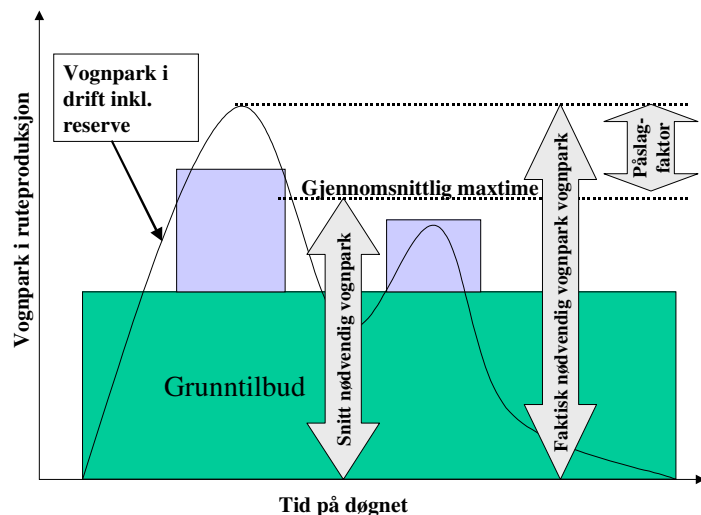 Vognpark i
drift inkl.
reserve
Vognpark i ruteproduksjon
Gjennomsnittlig maxtime
Påslag-
faktor
Snitt nødvendig vognpark
Faktisk nødvendig vognpark vognpark
Grunntilbud
Tid på døgnet